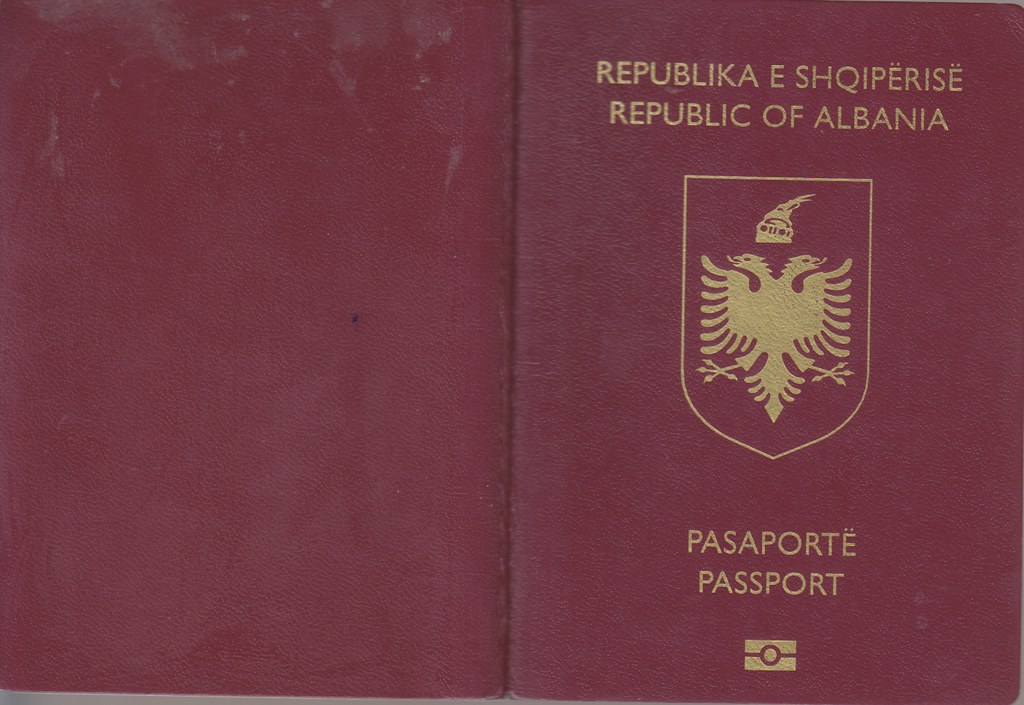 REPUBLIKA E SHQIPËRISË
REPUBLIC OF ALBANIA
PASAPORTË
PASSPORT